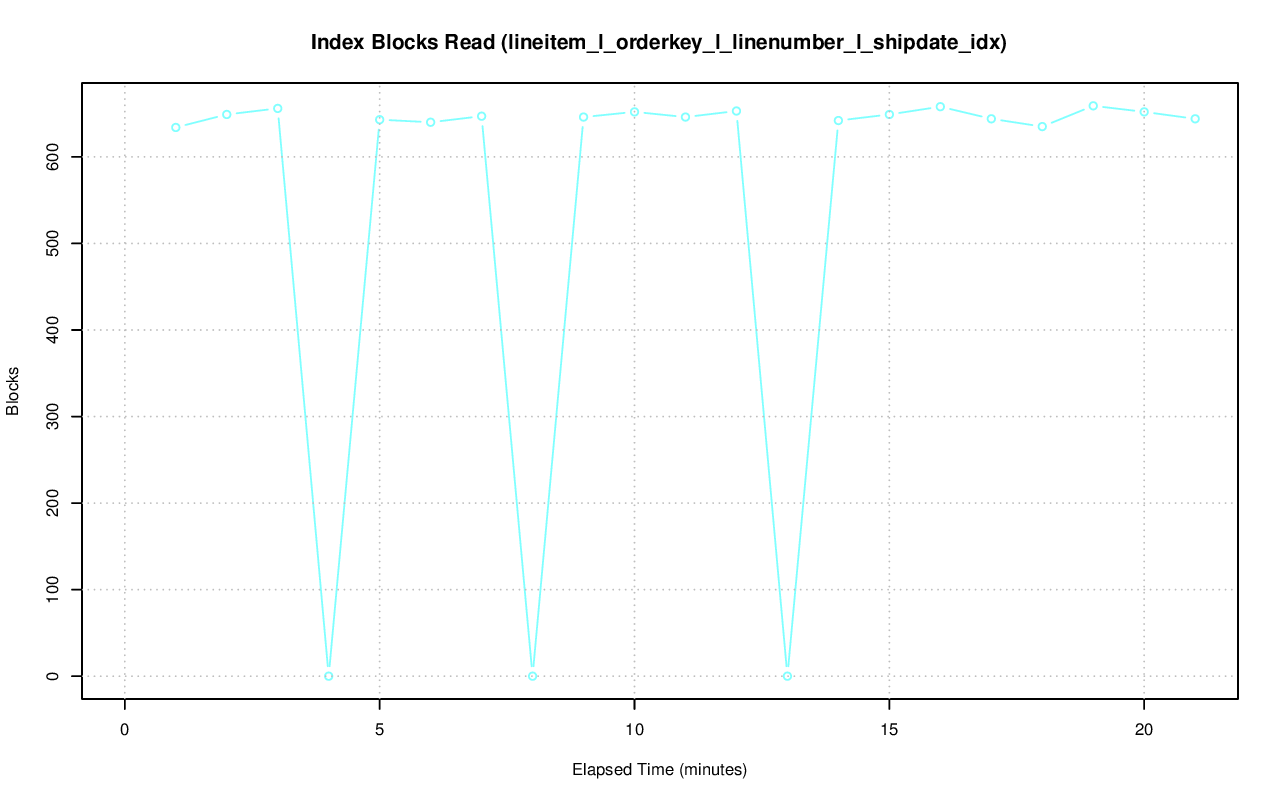 Index Blocks Read (lineitem_l_orderkey_l_linenumber_l_shipdate_idx)
600
500
400
300
200
100
0
Blocks
0 5 10 15 20
Elapsed Time (minutes)